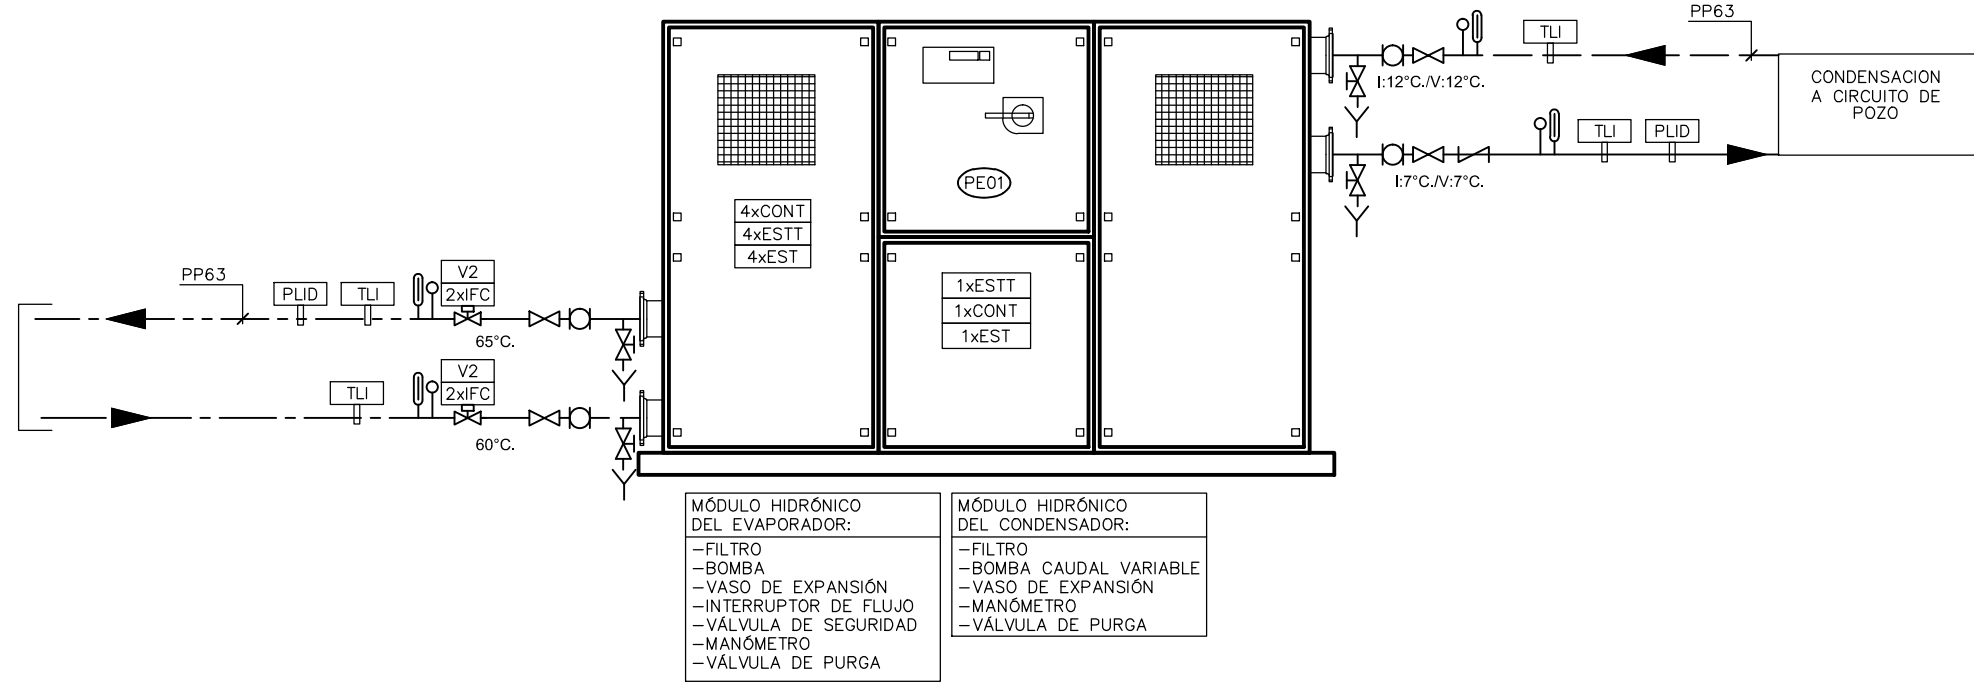 PP63
TLI
I:12°C./V:12°C.
CONDENSACION
A CIRCUITO DE
POZO
TLI
PLID
I:7°C./V:7°C.
PE01
4xCONT
4xESTT
4xEST
1xESTT
1xCONT
1xEST
PP63
PLID
TLI
V2
2xIFC
65°C.
TLI
V2
2xIFC
60°C.
MÓDULO HIDRÓNICO
DEL EVAPORADOR:
-FILTRO
-BOMBA
-VASO DE EXPANSIÓN
-INTERRUPTOR DE FLUJO
-VÁLVULA DE SEGURIDAD
-MANÓMETRO
-VÁLVULA DE PURGA
MÓDULO HIDRÓNICO
DEL CONDENSADOR:
-FILTRO
-BOMBA CAUDAL VARIABLE
-VASO DE EXPANSIÓN
-MANÓMETRO
-VÁLVULA DE PURGA